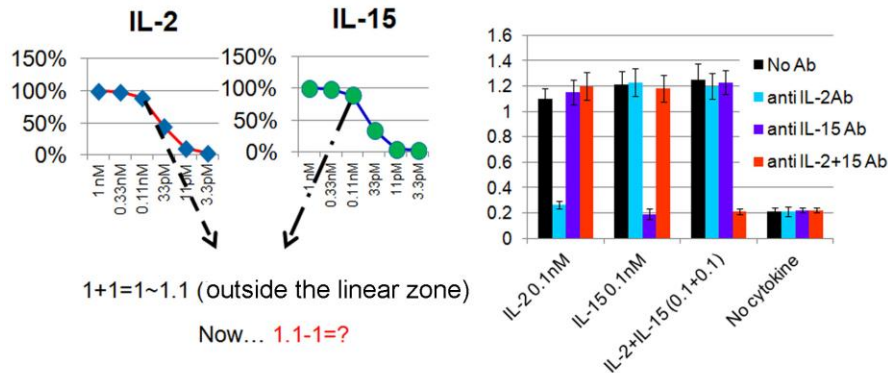 IL-2
150%
100%
50%
0%
1 nM
0.33nM
0.11nM
33pM
11pM
3.3pM
IL-15
150%
100%
50%
0%
1 nM
0.33nM
0.11nM
33pM
11pM
3.3pM
1+1=1~1.1 (outside the linear zone)
Now… 1.1-1=?
1.6
1.4
1.2
1
0.8
0.6
0.4
0.2
0
No Ab
anti IL-2Ab
anti IL-15 Ab
anti IL-2+15 Ab
IL-2 0.1nM
IL-15 0.1nM
IL-2+IL-15 (0.1+0.1)
No cytokine